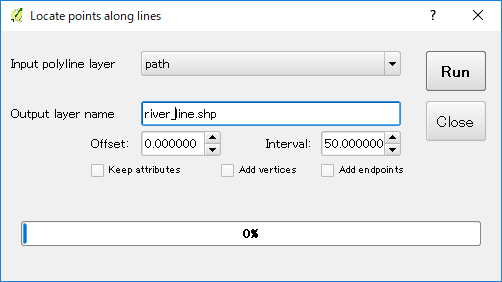 Locate points along lines
Input polyline layer path Run
Output layer name river_line.shp Close
Offset: 0.000000 Interval: 50.000000
Keep attributes Add vertices Add endpoints
0%